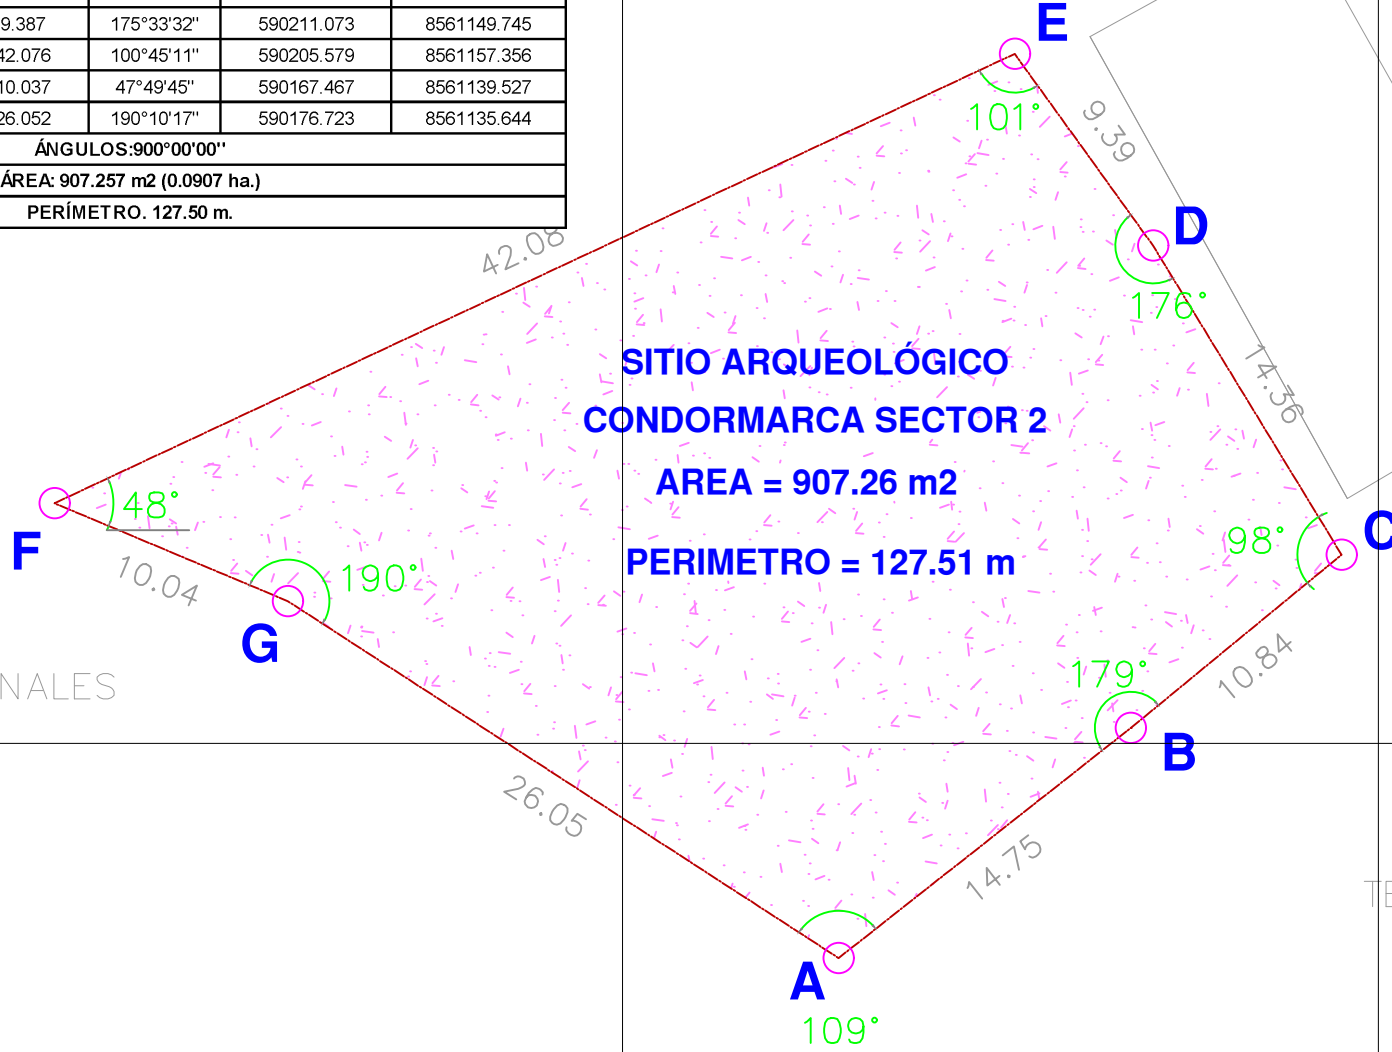 9.387 175°33'32" 590211.073 8561149.745
42.076 100°45'11" 590205.579 8561157.356
10.037 47°49'45" 590167.467 8561139.527
26.052 190°10'17" 590176.723 8561135.644
ÁNGULOS:900°00'00"
ÁREA: 907.257 m2 (0.0907 ha.)
PERÍMETRO. 127.50 m.
E
101°
9.39
D
176°
42.08
14.36
SITIO ARQUEOLÓGICO
CONDORMARCA SECTOR 2
AREA = 907.26 m2
PERIMETRO = 127.51 m
F
48°
10.04
190°
G
98°
C
NALES
179°
10.84
B
26.05
14.75
TE
A
109°